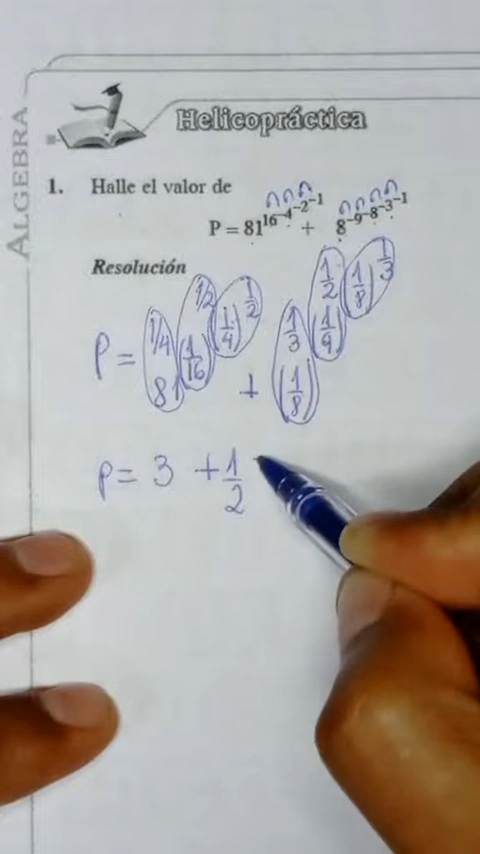 ALGEBRA
Helicopráctica
1. Halle el valor de
P = 81^16^-4^-2^-1 + 8^-9^-8^-3^-1
Resolución
P = 81^1/4 (1/16)^1/2 (1/4)^1/2 + (1/8)^1/3 (1/9)^1/2 (1/8)^1/3
P = 3 + 1/2